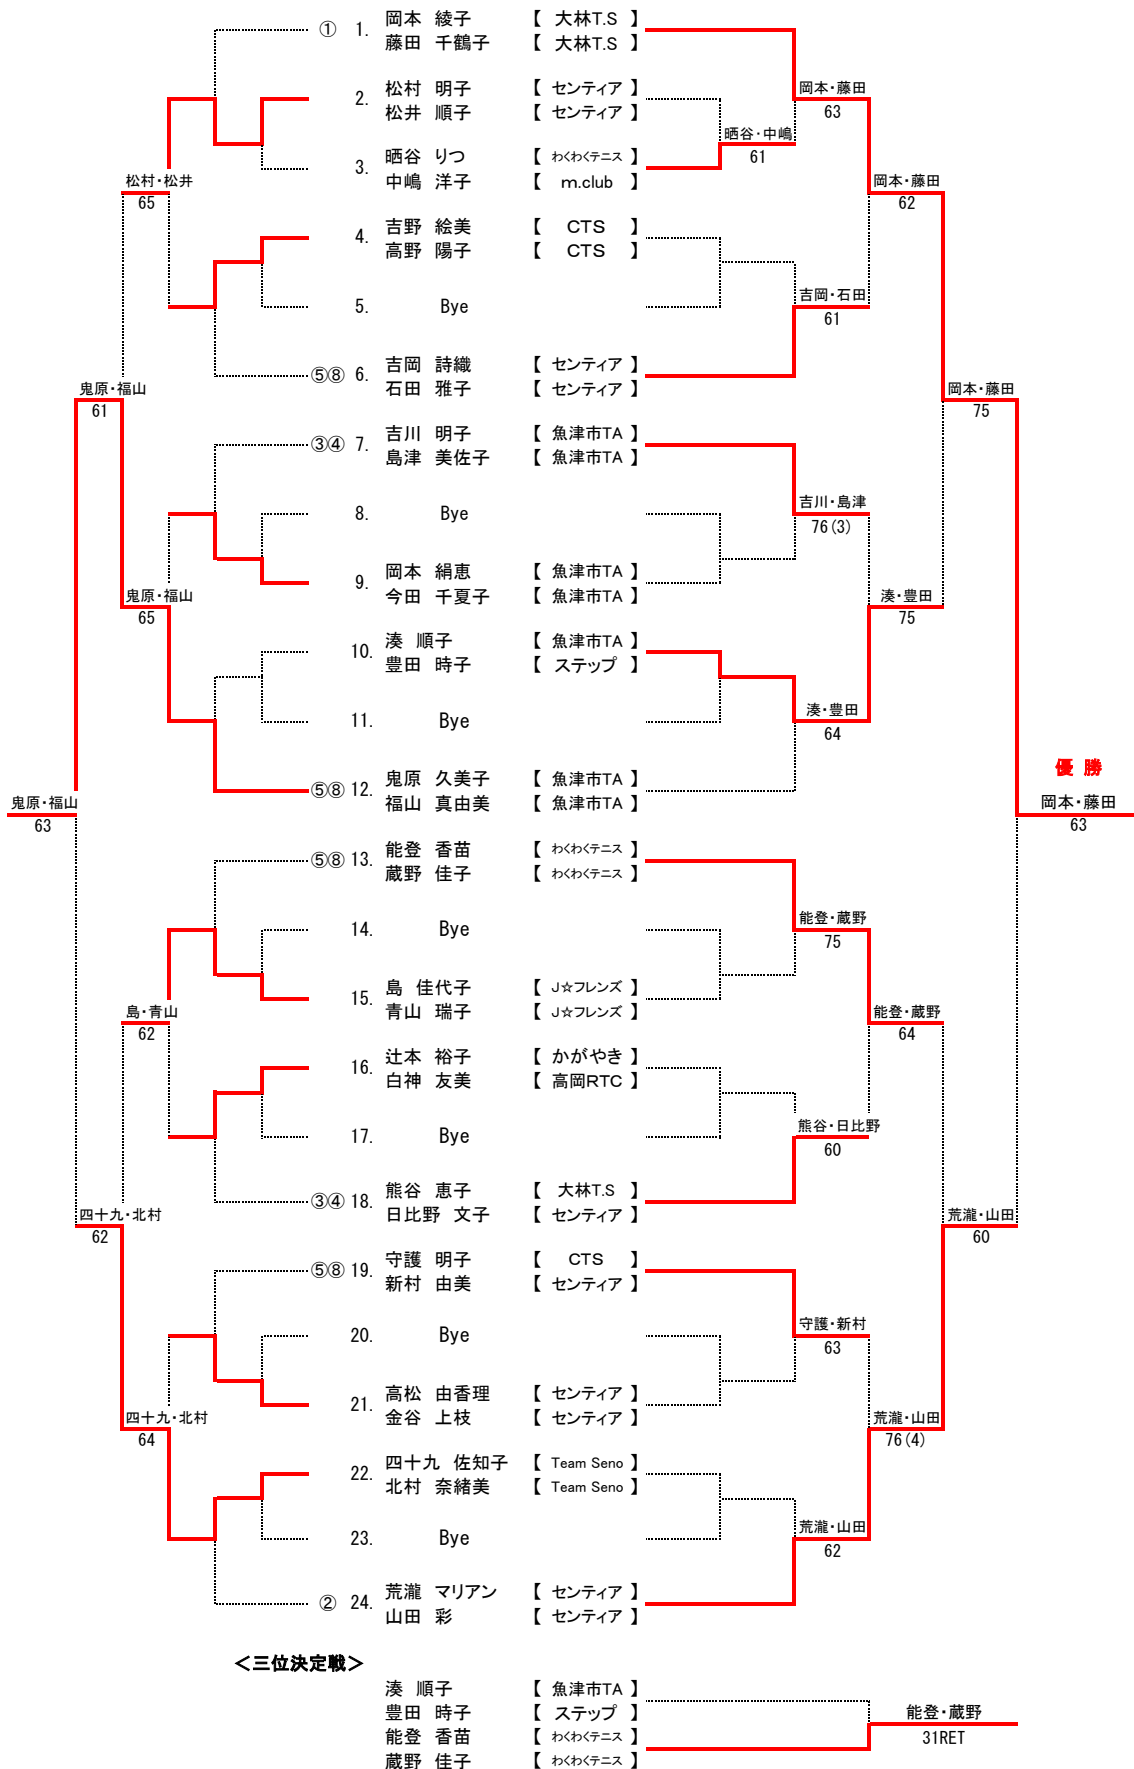 ① 1. 岡本 綾子 【 大林T.S 】
藤田 千鶴子 【 大林T.S 】
2. 松村 明子 【 センティア 】
松井 順子 【 センティア 】
岡本・藤田
63
晒谷・中嶋
61
3. 晒谷 りつ 【 わくわくテニス 】
中嶋 洋子 【 m.club 】
松村・松井
65
岡本・藤田
62
4. 吉野 絵美 【 CTS 】
高野 陽子 【 CTS 】
5. Bye
吉岡・石田
61
⑤⑧ 6. 吉岡 詩織 【 センティア 】
石田 雅子 【 センティア 】
鬼原・福山
61
岡本・藤田
75
③④ 7. 吉川 明子 【 魚津市TA 】
島津 美佐子 【 魚津市TA 】
8. Bye
吉川・島津
76(3)
9. 岡本 絹恵 【 魚津市TA 】
今田 千夏子 【 魚津市TA 】
鬼原・福山
65
湊・豊田
75
10. 湊 順子 【 魚津市TA 】
豊田 時子 【 ステップ 】
11. Bye
湊・豊田
64
⑤⑧ 12. 鬼原 久美子 【 魚津市TA 】
福山 真由美 【 魚津市TA 】
優 勝
鬼原・福山
63
岡本・藤田
63
⑤⑧ 13. 能登 香苗 【 わくわくテニス 】
蔵野 佳子 【 わくわくテニス 】
14. Bye
能登・蔵野
75
15. 島 佳代子 【 J☆フレンズ 】
青山 瑞子 【 J☆フレンズ 】
島・青山
62
能登・蔵野
64
16. 辻本 裕子 【 かがやき 】
白神 友美 【 高岡RTC 】
17. Bye
熊谷・日比野
60
③④ 18. 熊谷 恵子 【 大林T.S 】
日比野 文子 【 センティア 】
四十九・北村
62
荒瀧・山田
60
⑤⑧ 19. 守護 明子 【 CTS 】
新村 由美 【 センティア 】
20. Bye
守護・新村
63
21. 高松 由香理 【 センティア 】
金谷 上枝 【 センティア 】
四十九・北村
64
荒瀧・山田
76(4)
22. 四十九 佐知子 【 Team Seno 】
北村 奈緒美 【 Team Seno 】
23. Bye
荒瀧・山田
62
② 24. 荒瀧 マリアン 【 センティア 】
山田 彩 【 センティア 】
＜三位決定戦＞
湊 順子 【 魚津市TA 】
豊田 時子 【 ステップ 】
能登 香苗 【 わくわくテニス 】
蔵野 佳子 【 わくわくテニス 】
能登・蔵野
31RET